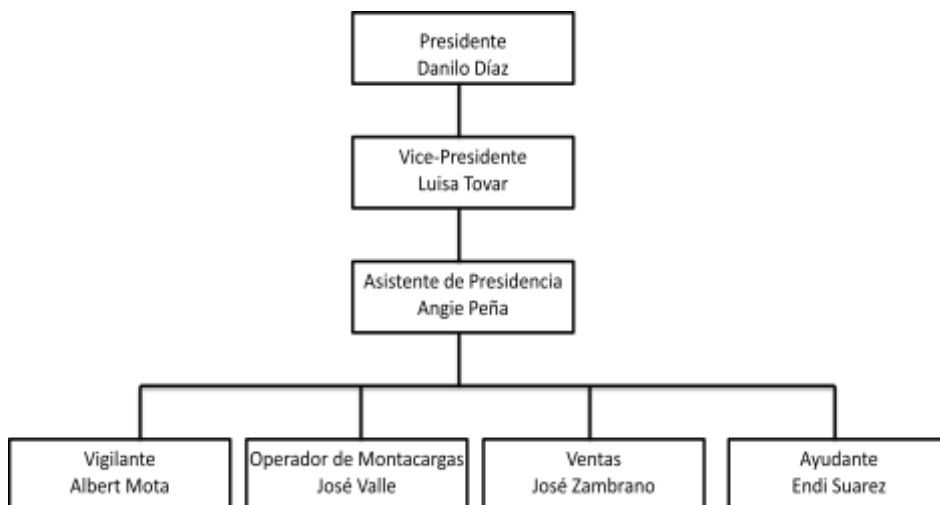 Presidente
Danilo Díaz
Vice-Presidente
Luisa Tovar
Asistente de Presidencia
Angie Peña
Vigilante
Albert Mota
Operador de Montacargas
José Valle
Ventas
José Zambrano
Ayudante
Endi Suarez